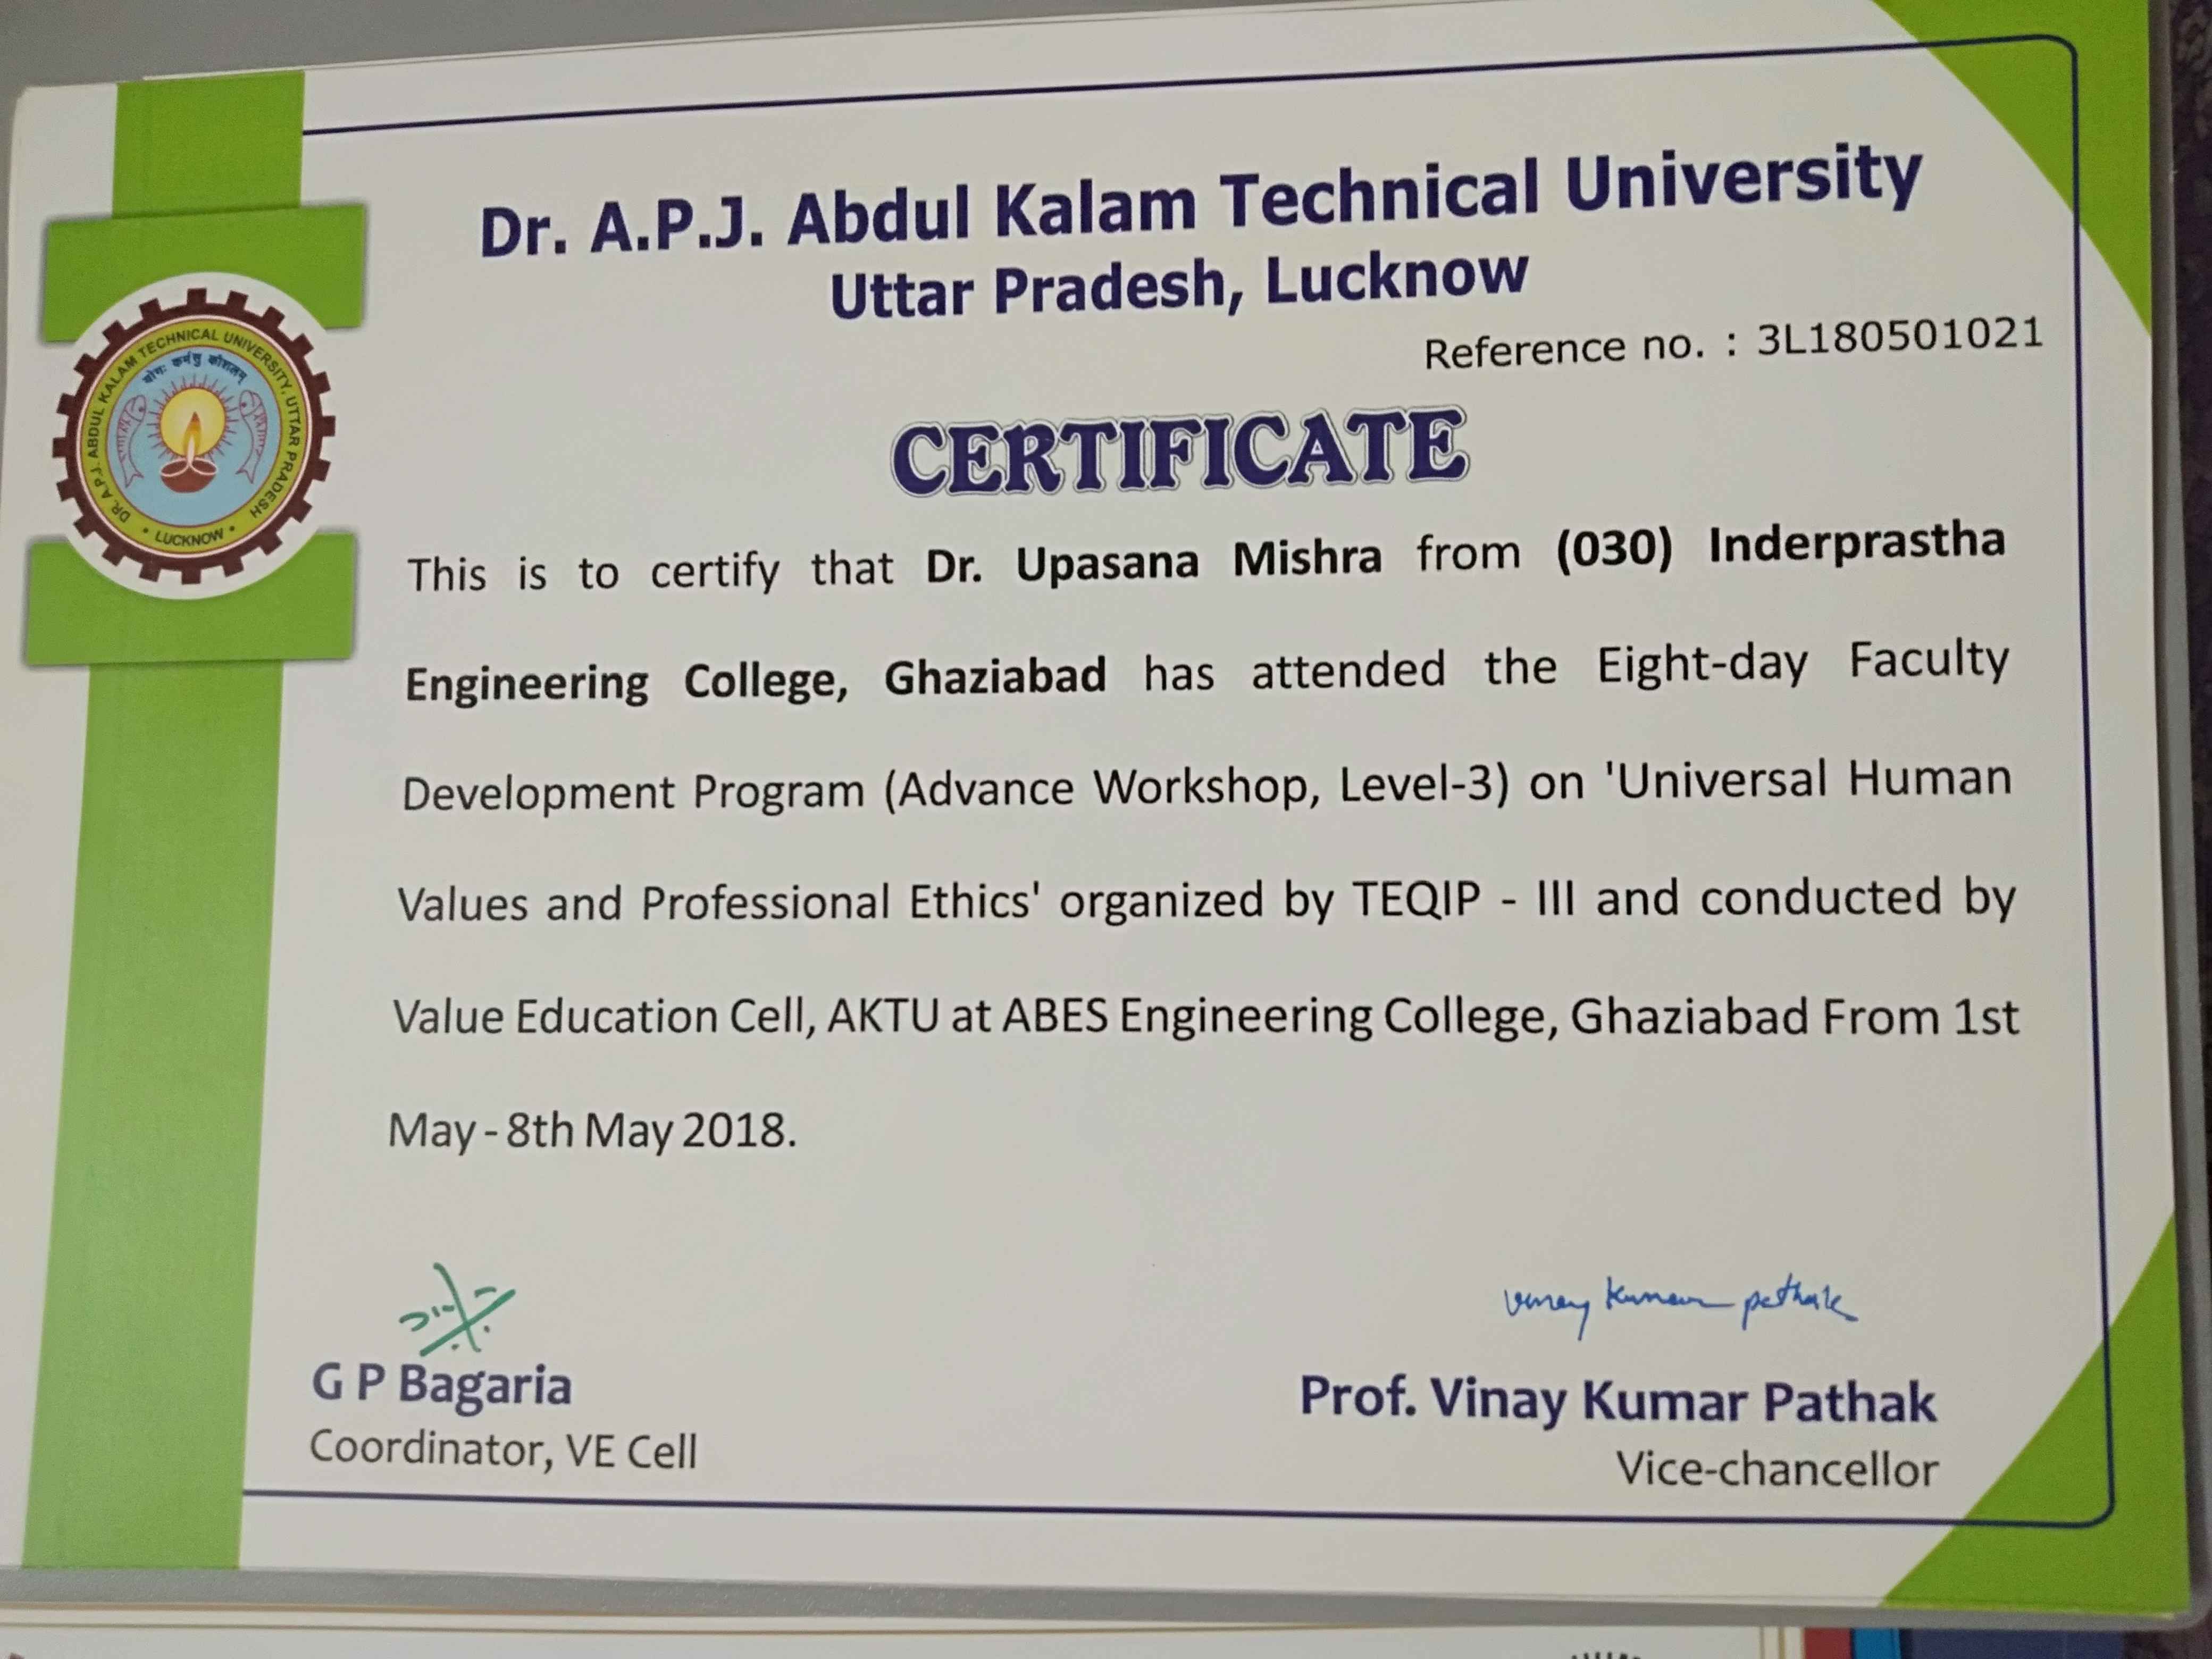 Dr. A.P.J. Abdul Kalam Technical University
Uttar Pradesh, Lucknow
Reference no. : 3L180501021
DR. A.P.J. ABDUL KALAM TECHNICAL UNIVERSITY, UTTAR PRADESH
योगः कर्मसु कौशलम्
• LUCKNOW •
CERTIFICATE
This is to certify that Dr. Upasana Mishra from (030) Inderprastha
Engineering College, Ghaziabad has attended the Eight-day Faculty
Development Program (Advance Workshop, Level-3) on 'Universal Human
Values and Professional Ethics' organized by TEQIP - III and conducted by
Value Education Cell, AKTU at ABES Engineering College, Ghaziabad From 1st
May - 8th May 2018.
vinay kumar pathak
G P Bagaria
Coordinator, VE Cell
Prof. Vinay Kumar Pathak
Vice-chancellor